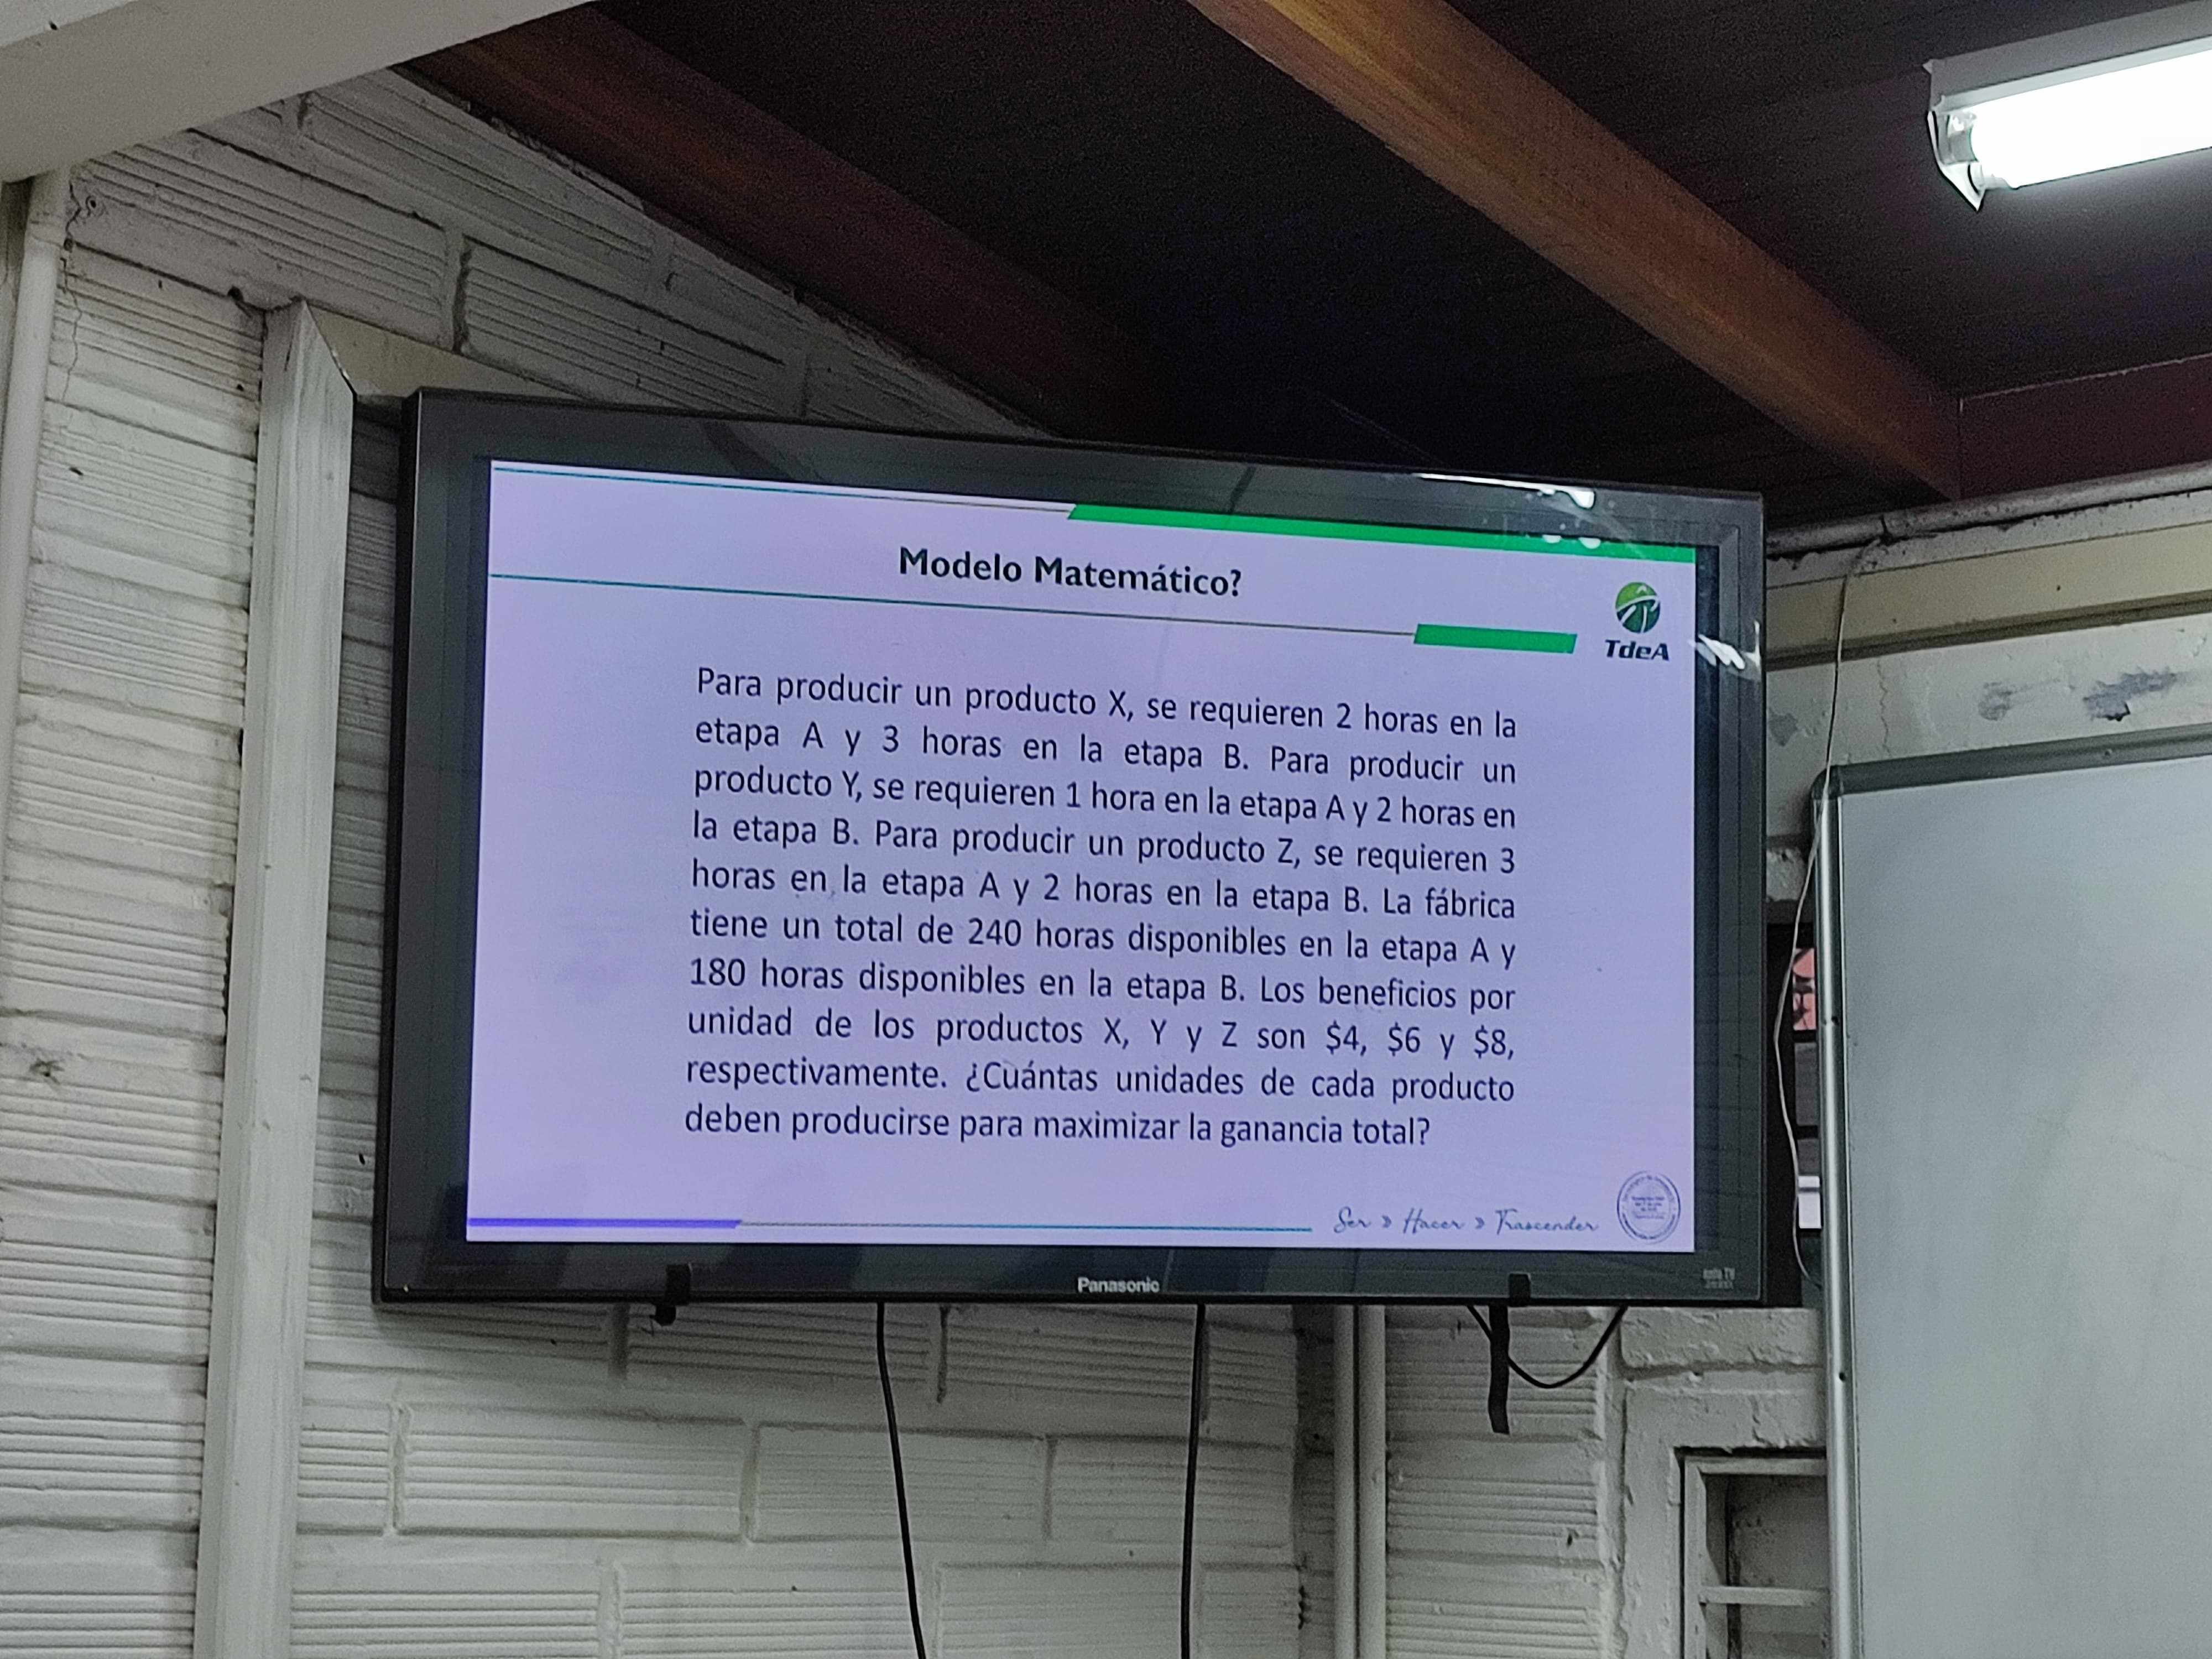 Modelo Matemático?
TdeA
Para producir un producto X, se requieren 2 horas en la
etapa A y 3 horas en la etapa B. Para producir un
producto Y, se requieren 1 hora en la etapa A y 2 horas en
la etapa B. Para producir un producto Z, se requieren 3
horas en la etapa A y 2 horas en la etapa B. La fábrica
tiene un total de 240 horas disponibles en la etapa A y
180 horas disponibles en la etapa B. Los beneficios por
unidad de los productos X, Y y Z son $4, $6 y $8,
respectivamente. ¿Cuántas unidades de cada producto
deben producirse para maximizar la ganancia total?
Ser » Hacer » Trascender
Panasonic